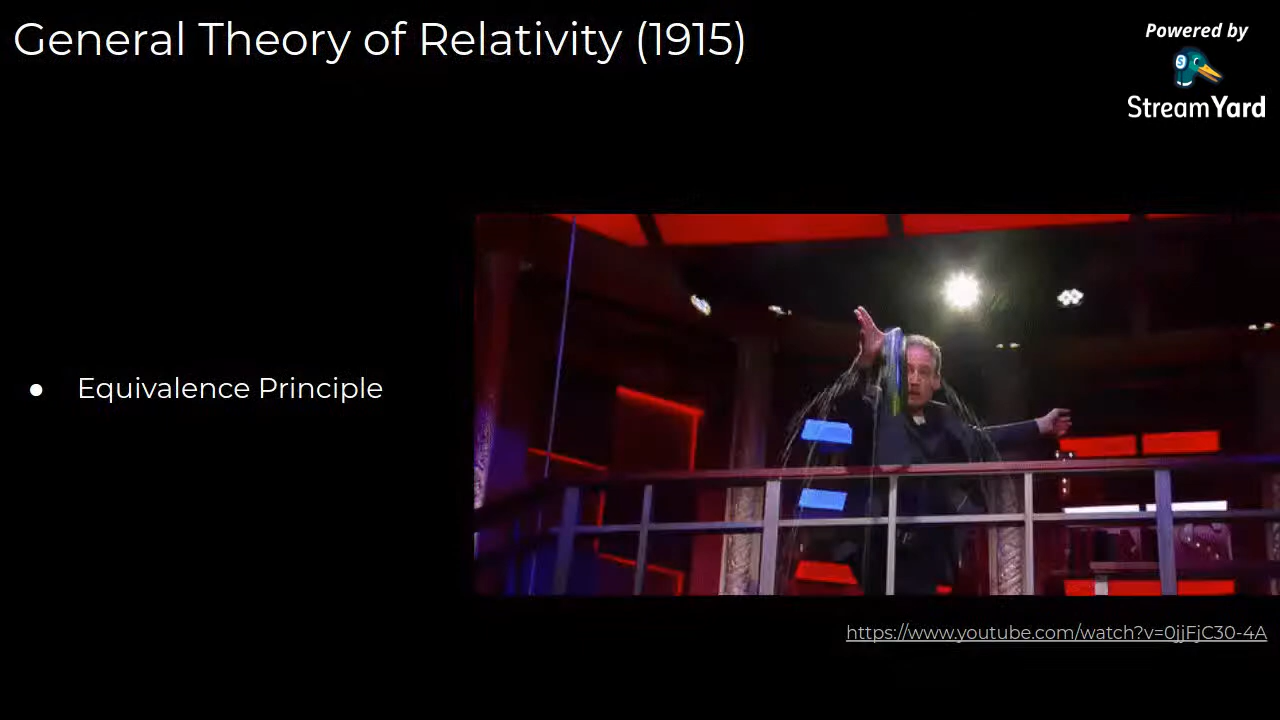 General Theory of Relativity (1915)
Powered by
StreamYard
● Equivalence Principle
https://www.youtube.com/watch?v=0jjFjC30-4A